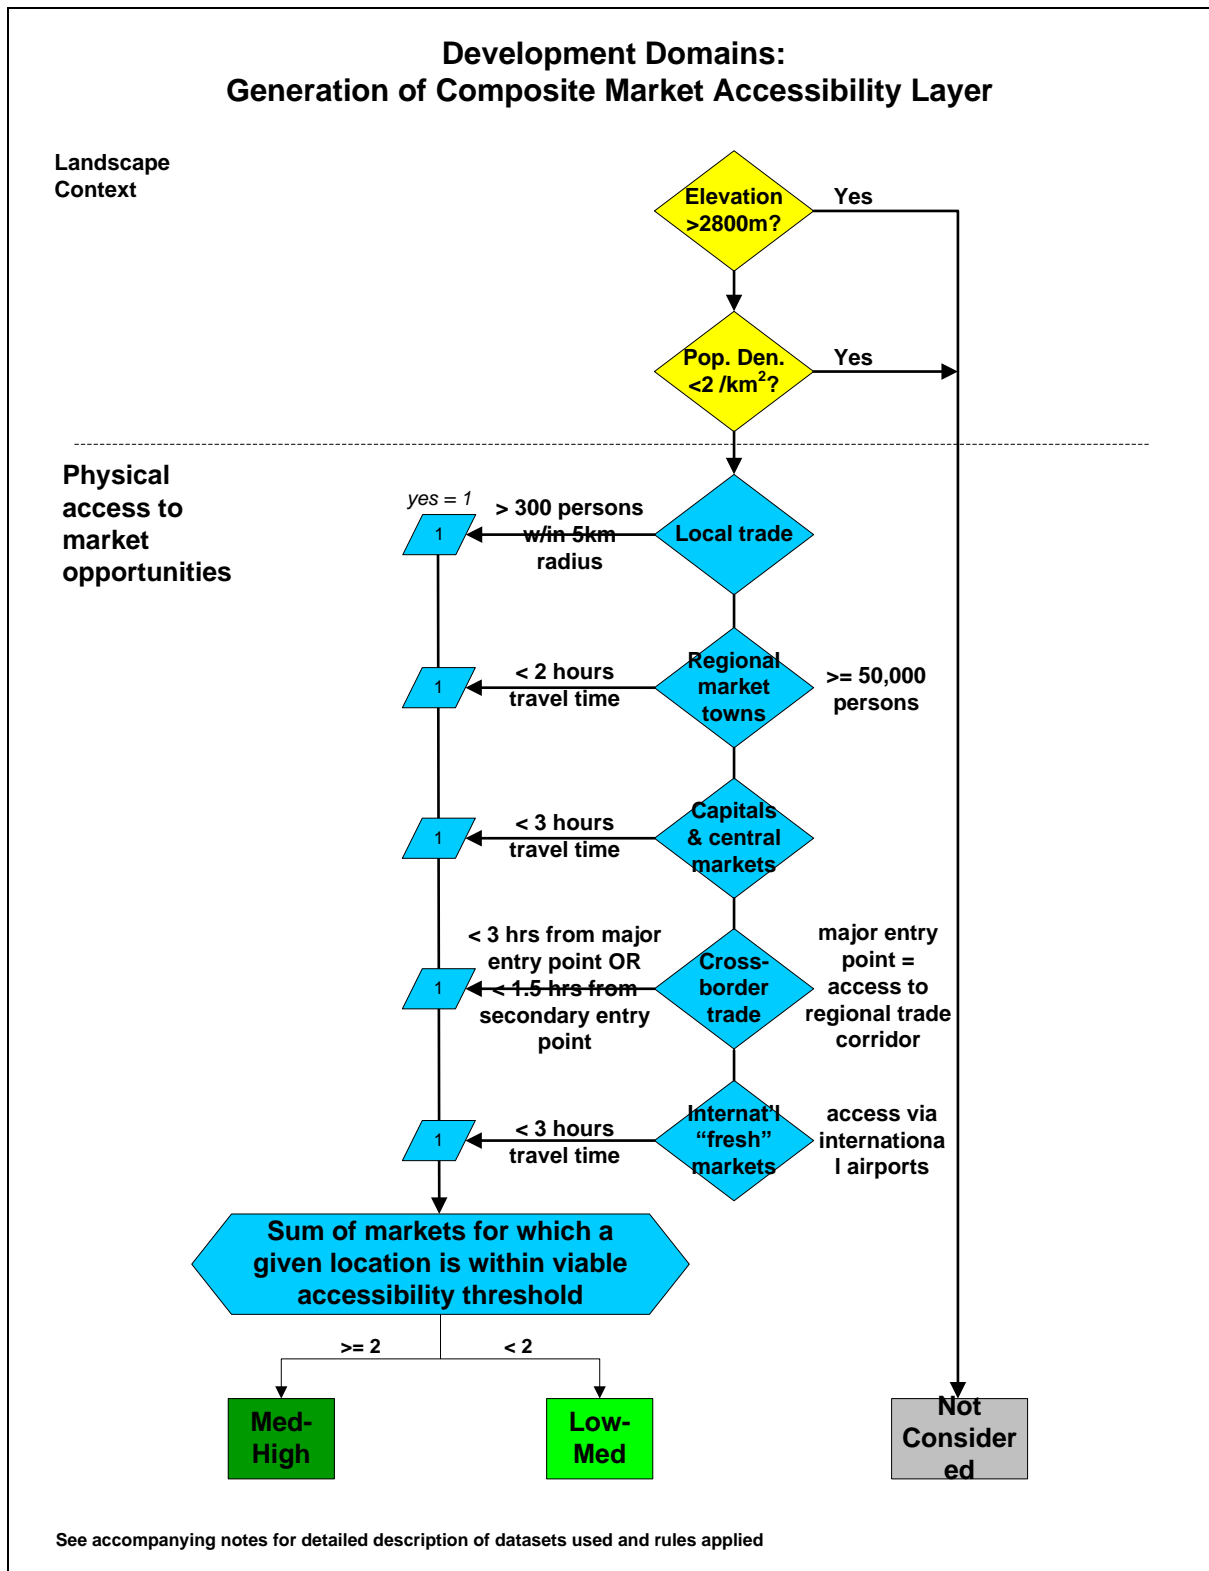 Development Domains:
Generation of Composite Market Accessibility Layer
Landscape
Context
Elevation
>2800m?
Yes
Pop. Den.
<2 /km²?
Yes
Physical
access to
market
opportunities
yes = 1
1
> 300 persons
w/in 5km
radius
Local trade
1
< 2 hours
travel time
Regional
market
towns
>= 50,000
persons
1
< 3 hours
travel time
Capitals
& central
markets
1
< 3 hrs from major
entry point OR
< 1.5 hrs from
secondary entry
point
Cross-
border
trade
major entry
point =
access to
regional trade
corridor
1
< 3 hours
travel time
Internat'l
“fresh”
markets
access via
internationa
l airports
Sum of markets for which a
given location is within viable
accessibility threshold
>= 2
< 2
Med-
High
Low-
Med
Not
Consider
ed
See accompanying notes for detailed description of datasets used and rules applied